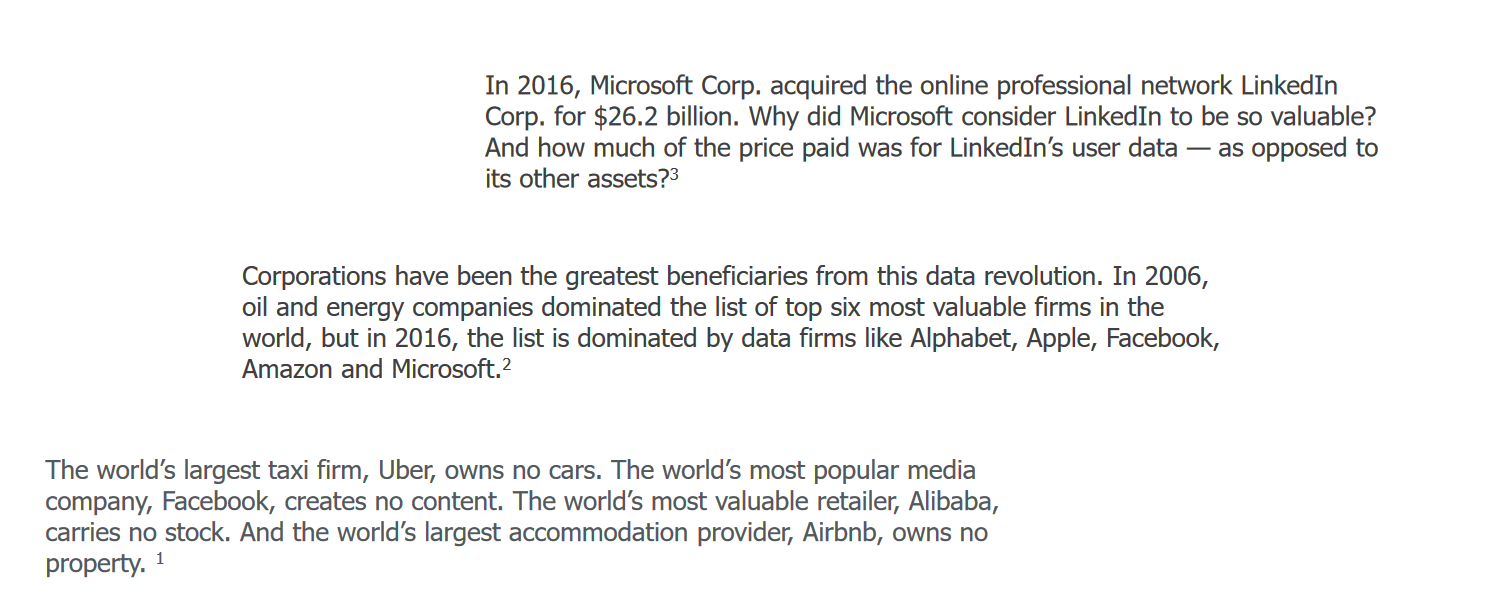 In 2016, Microsoft Corp. acquired the online professional network LinkedIn
Corp. for $26.2 billion. Why did Microsoft consider LinkedIn to be so valuable?
And how much of the price paid was for LinkedIn’s user data — as opposed to
its other assets?³
Corporations have been the greatest beneficiaries from this data revolution. In 2006,
oil and energy companies dominated the list of top six most valuable firms in the
world, but in 2016, the list is dominated by data firms like Alphabet, Apple, Facebook,
Amazon and Microsoft.²
The world’s largest taxi firm, Uber, owns no cars. The world’s most popular media
company, Facebook, creates no content. The world’s most valuable retailer, Alibaba,
carries no stock. And the world’s largest accommodation provider, Airbnb, owns no
property. ¹